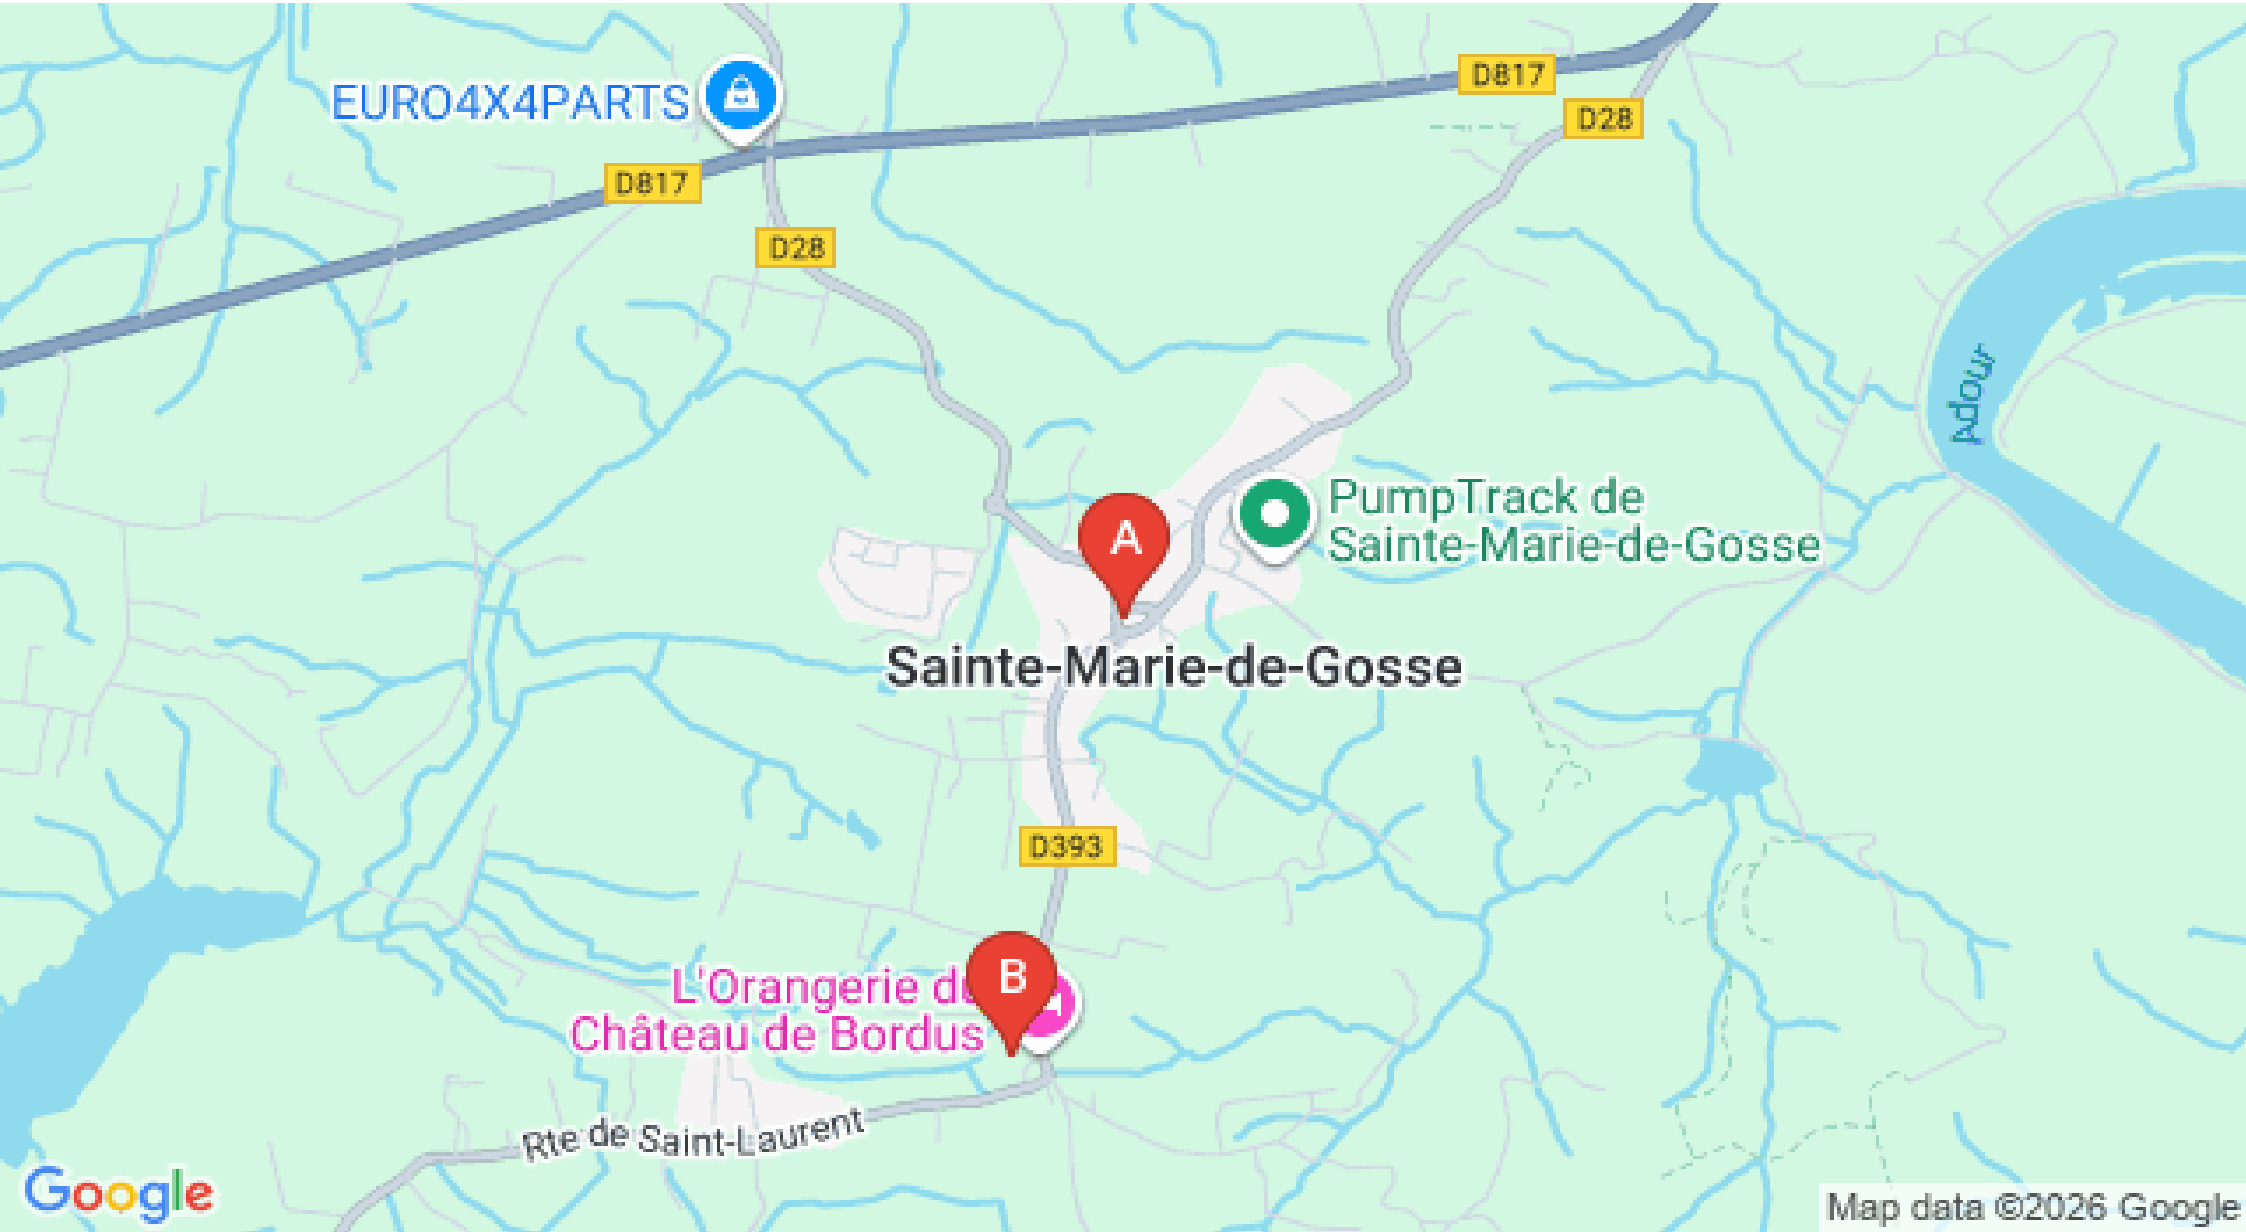 D817
EURO4X4PARTS
D28
D817
D28
Adour
PumpTrack de
Sainte-Marie-de-Gosse
A
Sainte-Marie-de-Gosse
D393
B
L'Orangerie d
Château de Bordus
Rte de Saint-Laurent
Google
Map data ©2026 Google